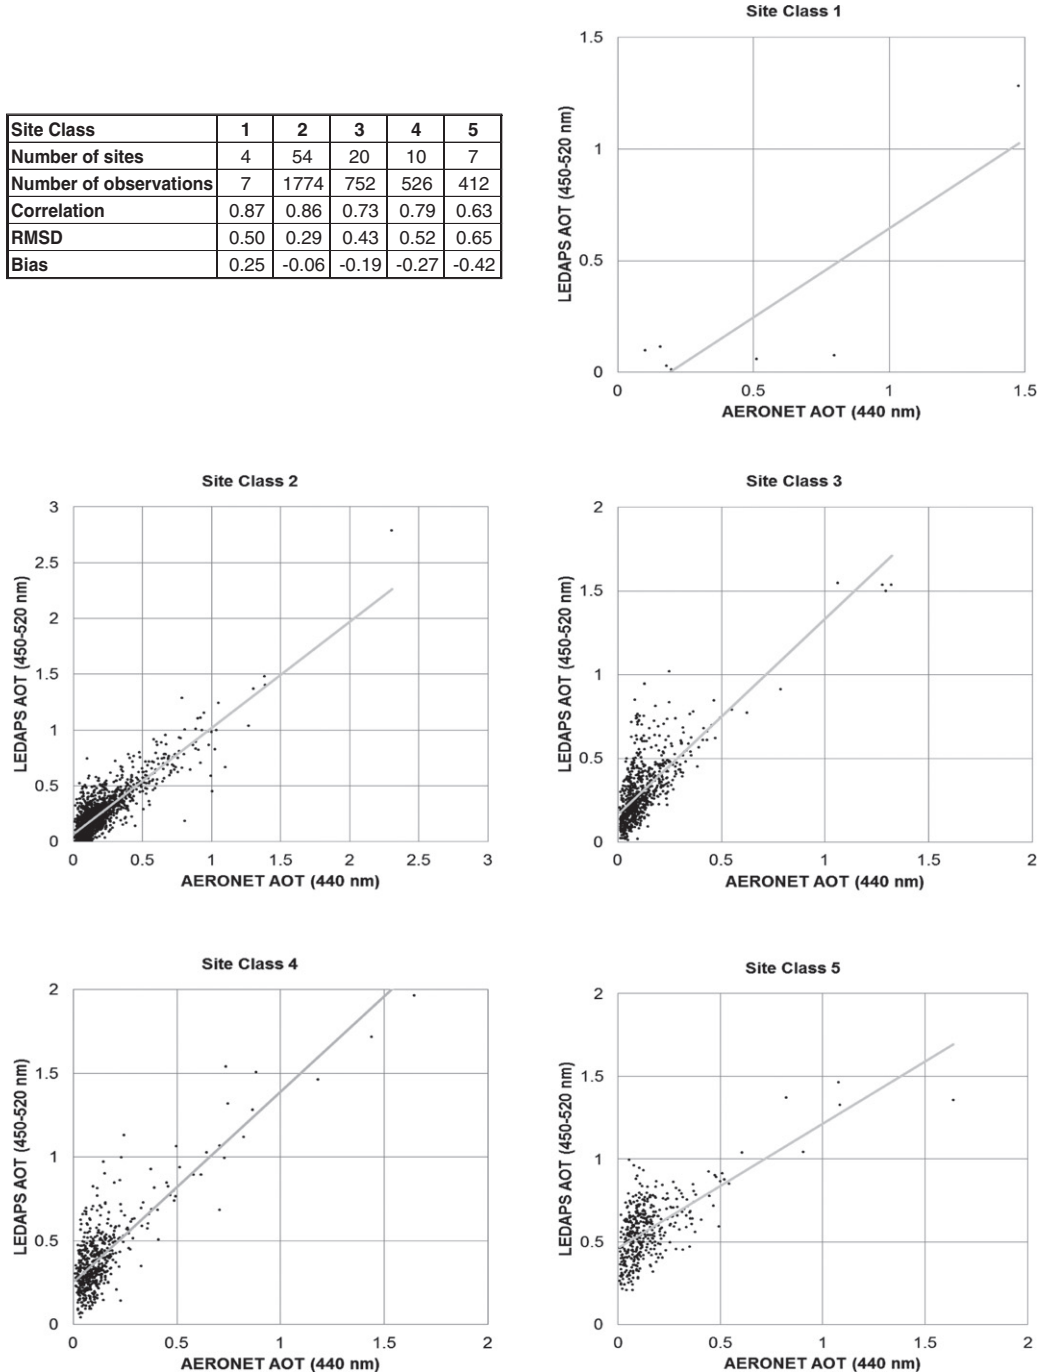 Site Class 1 2 3 4 5
Number of sites 4 54 20 10 7
Number of observations 7 1774 752 526 412
Correlation 0.87 0.86 0.73 0.79 0.63
RMSD 0.50 0.29 0.43 0.52 0.65
Bias 0.25 -0.06 -0.19 -0.27 -0.42
Site Class 1
LEDAPS AOT (450-520 nm)
1.5
1
0.5
0
0 0.5 1 1.5
AERONET AOT (440 nm)
Site Class 2
LEDAPS AOT (450-520 nm)
3
2.5
2
1.5
1
0.5
0
0 0.5 1 1.5 2 2.5 3
AERONET AOT (440 nm)
Site Class 3
LEDAPS AOT (450-520 nm)
2
1.5
1
0.5
0
0 0.5 1 1.5 2
AERONET AOT (440 nm)
Site Class 4
LEDAPS AOT (450-520 nm)
2
1.5
1
0.5
0
0 0.5 1 1.5 2
AERONET AOT (440 nm)
Site Class 5
LEDAPS AOT (450-520 nm)
2
1.5
1
0.5
0
0 0.5 1 1.5 2
AERONET AOT (440 nm)